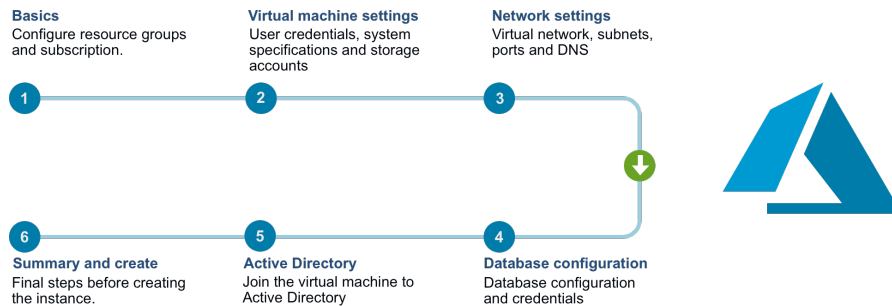 Basics
Configure resource groups
and subscription.
Virtual machine settings
User credentials, system
specifications and storage
accounts
Network settings
Virtual network, subnets,
ports and DNS
1
2
3
6
5
4
Summary and create
Final steps before creating
the instance.
Active Directory
Join the virtual machine to
Active Directory
Database configuration
Database configuration
and credentials